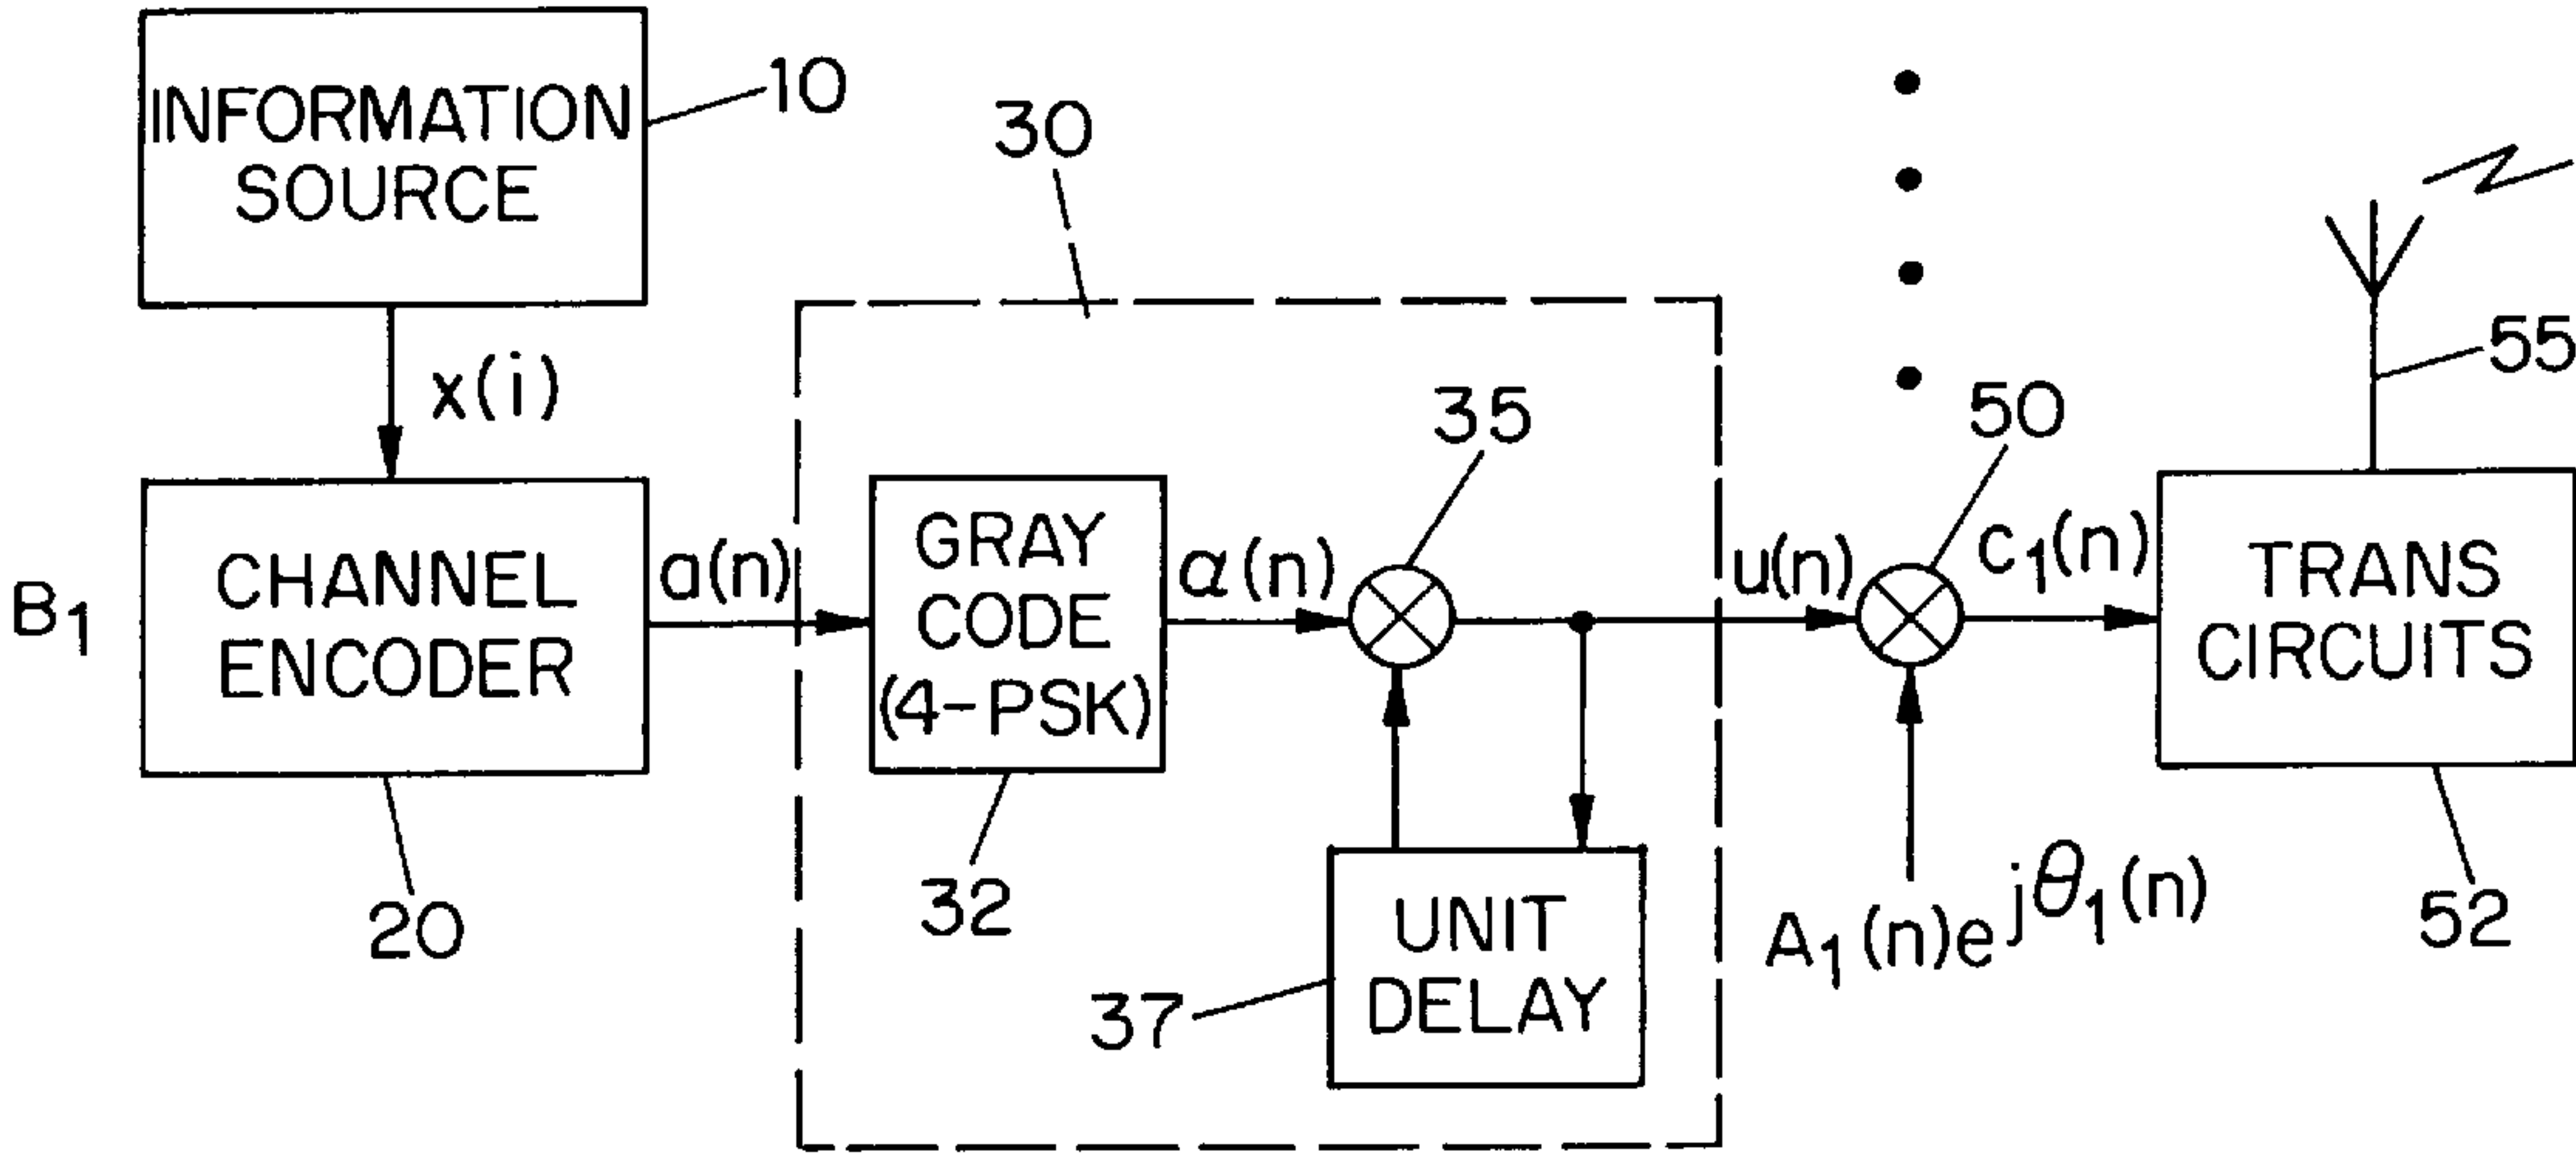 INFORMATION
SOURCE
10
x(i)
B1
CHANNEL
ENCODER
20
a(n)
30
GRAY
CODE
(4-PSK)
32
α(n)
35
UNIT
DELAY
37
u(n)
50
A1(n)e jθ1(n)
c1(n)
TRANS
CIRCUITS
52
55